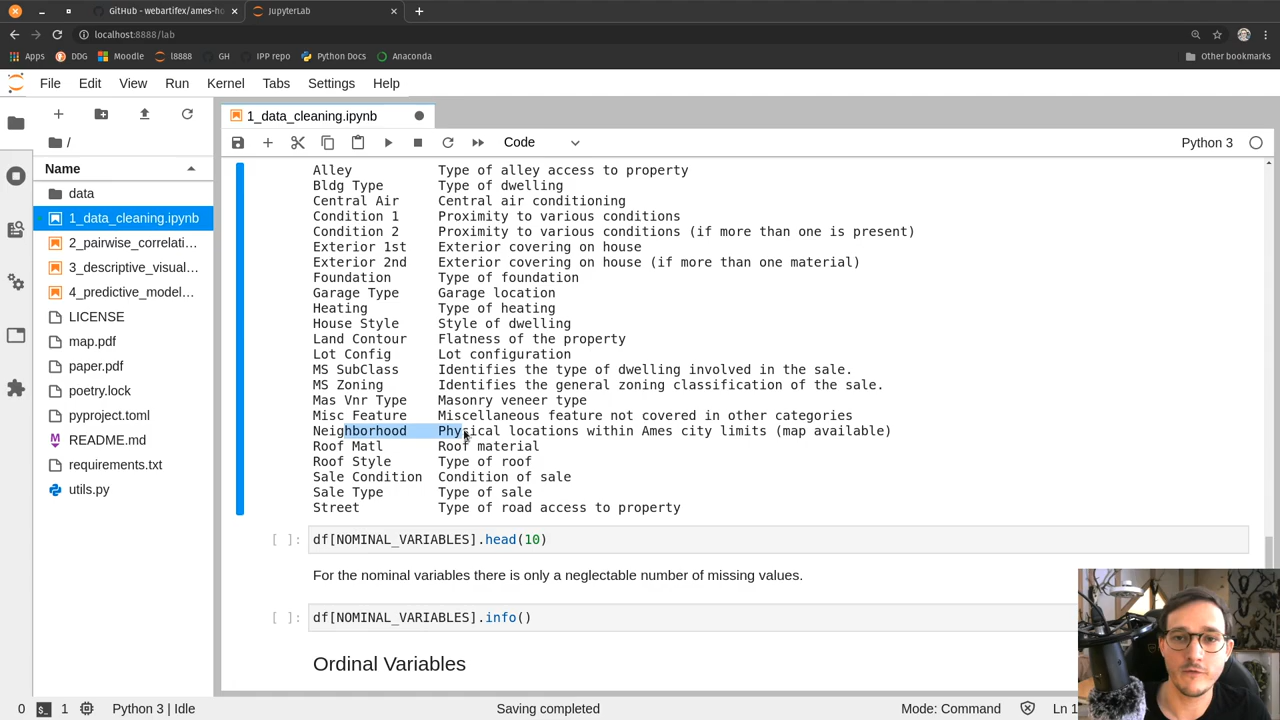 GitHub - webartifex/ames-ho
JupyterLab
localhost:8888/lab
Apps
DDG
Moodle
l8888
GH
IPP repo
Python Docs
Anaconda
Other bookmarks
File Edit View Run Kernel Tabs Settings Help
1_data_cleaning.ipynb
/
Code
Python 3
Name
data
1_data_cleaning.ipynb
2_pairwise_correlati...
3_descriptive_visual...
4_predictive_model...
LICENSE
map.pdf
paper.pdf
poetry.lock
pyproject.toml
README.md
requirements.txt
utils.py
Alley Type of alley access to property
Bldg Type Type of dwelling
Central Air Central air conditioning
Condition 1 Proximity to various conditions
Condition 2 Proximity to various conditions (if more than one is present)
Exterior 1st Exterior covering on house
Exterior 2nd Exterior covering on house (if more than one material)
Foundation Type of foundation
Garage Type Garage location
Heating Type of heating
House Style Style of dwelling
Land Contour Flatness of the property
Lot Config Lot configuration
MS SubClass Identifies the type of dwelling involved in the sale.
MS Zoning Identifies the general zoning classification of the sale.
Mas Vnr Type Masonry veneer type
Misc Feature Miscellaneous feature not covered in other categories
Neighborhood Physical locations within Ames city limits (map available)
Roof Matl Roof material
Roof Style Type of roof
Sale Condition Condition of sale
Sale Type Type of sale
Street Type of road access to property
[ ]: df[NOMINAL_VARIABLES].head(10)
For the nominal variables there is only a neglectable number of missing values.
[ ]: df[NOMINAL_VARIABLES].info()
Ordinal Variables
0
1
Python 3 | Idle
Saving completed
Mode: Command
Ln 1